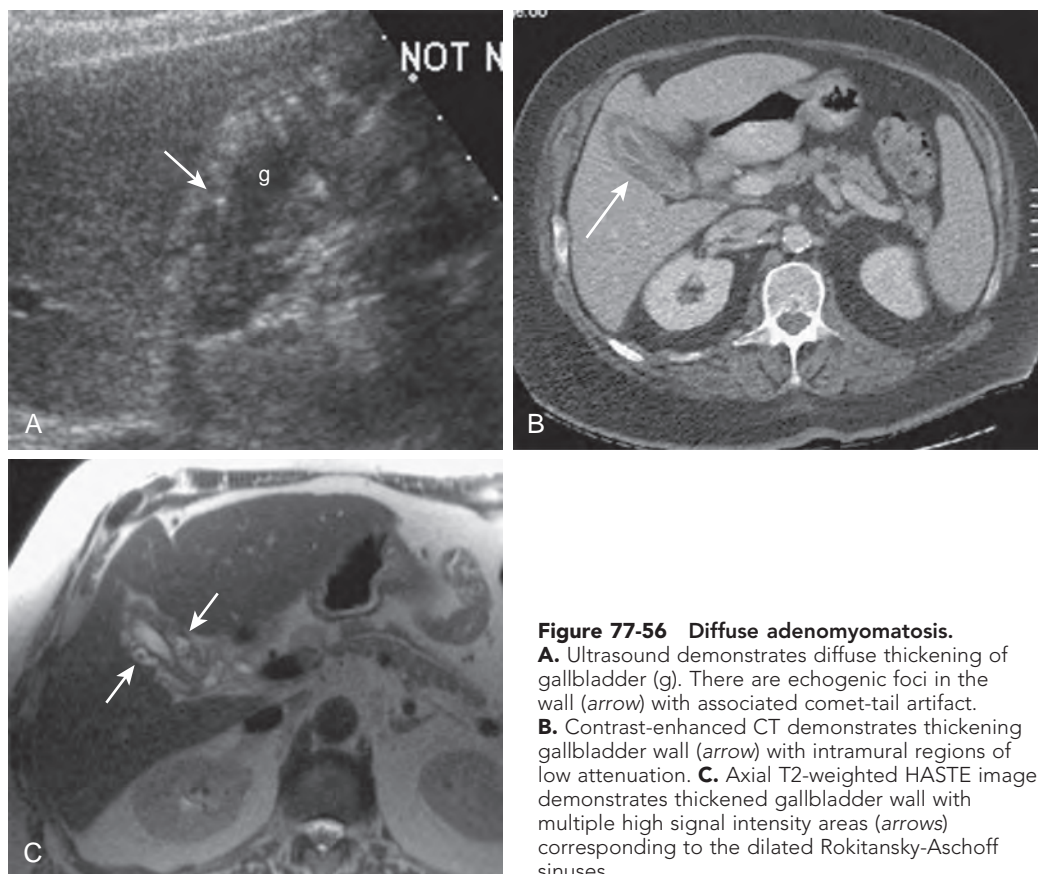 NOT N
g
A
B
C
Figure 77-56 Diffuse adenomyomatosis.
A. Ultrasound demonstrates diffuse thickening of
gallbladder (g). There are echogenic foci in the
wall (arrow) with associated comet-tail artifact.
B. Contrast-enhanced CT demonstrates thickening
gallbladder wall (arrow) with intramural regions of
low attenuation. C. Axial T2-weighted HASTE image
demonstrates thickened gallbladder wall with
multiple high signal intensity areas (arrows)
corresponding to the dilated Rokitansky-Aschoff
sinuses